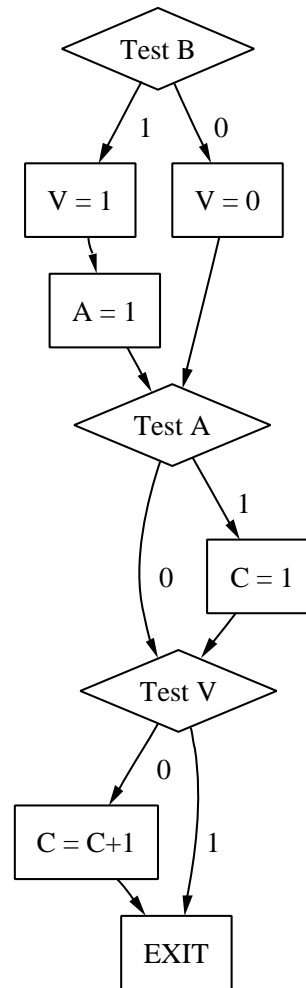 Test B
1 0
V = 1 V = 0
A = 1
Test A
1
0
C = 1
Test V
0
C = C+1 1
EXIT